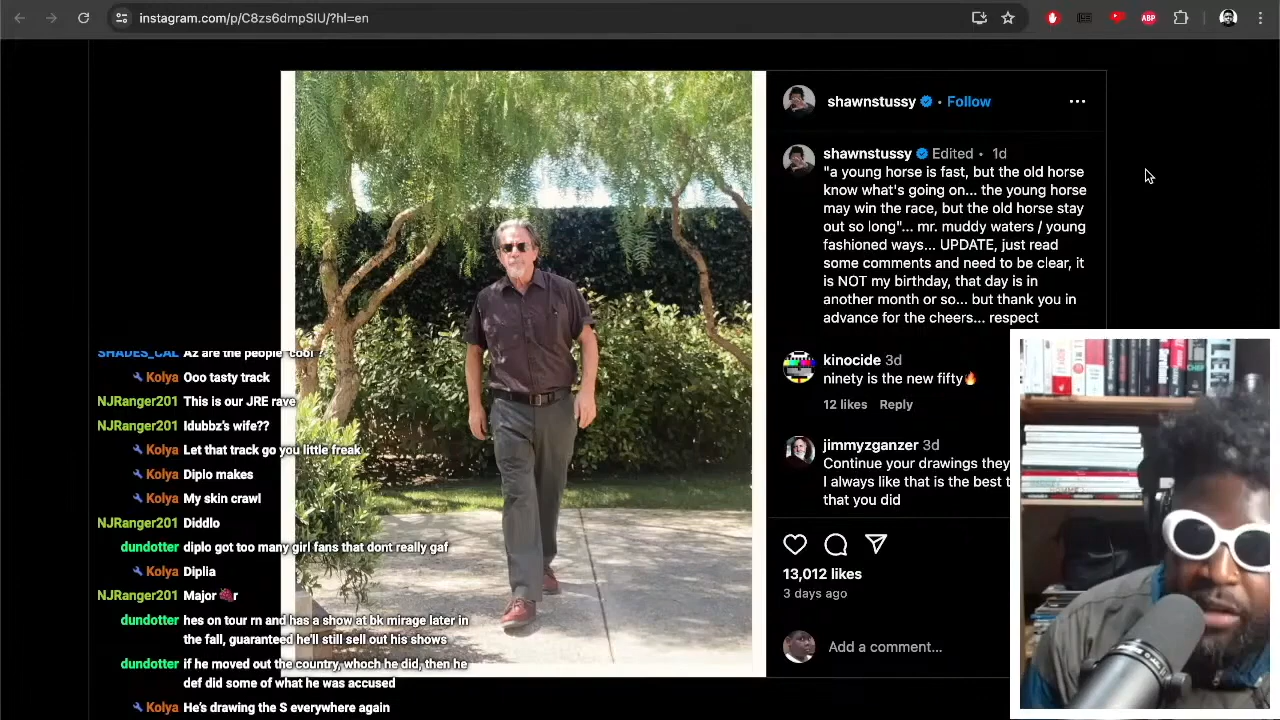 instagram.com/p/C8zs6dmpSIU/?hl=en
ABP
shawnstussy • Follow
shawnstussy Edited • 1d
"a young horse is fast, but the old horse
know what's going on... the young horse
may win the race, but the old horse stay
out so long"... mr. muddy waters / young
fashioned ways... UPDATE, just read
some comments and need to be clear, it
is NOT my birthday, that day is in
another month or so... but thank you in
advance for the cheers... respect
kinocide 3d
ninety is the new fifty🔥
12 likes Reply
jimmyzganzer 3d
Continue your drawings they
I always like that is the best t
that you did
13,012 likes
3 days ago
Add a comment...
SHADES_CAL Az are the people "cool"?
Kolya Ooo tasty track
NJRanger201 This is our JRE rave
NJRanger201 Idubbz's wife??
Kolya Let that track go you little freak
Kolya Diplo makes
Kolya My skin crawl
NJRanger201 Diddlo
dundotter diplo got too many girl fans that dont really gaf
Kolya Diplia
NJRanger201 Major 🍇r
dundotter hes on tour rn and has a show at bk mirage later in
the fall, guaranteed he'll still sell out his shows
dundotter if he moved out the country, whoch he did, then he
def did some of what he was accused
Kolya He's drawing the S everywhere again